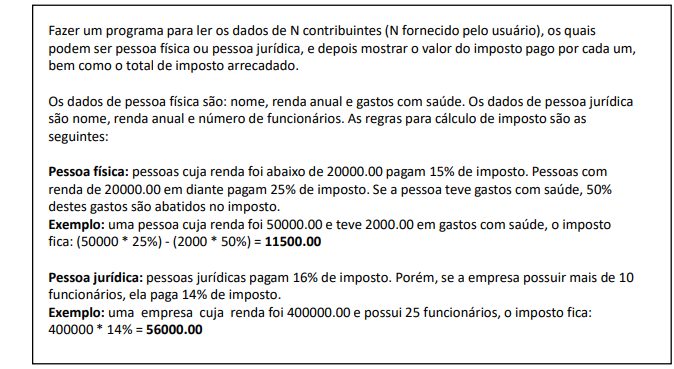 Fazer um programa para ler os dados de N contribuintes (N fornecido pelo usuário), os quais
podem ser pessoa física ou pessoa jurídica, e depois mostrar o valor do imposto pago por cada um,
bem como o total de imposto arrecadado.
Os dados de pessoa física são: nome, renda anual e gastos com saúde. Os dados de pessoa jurídica
são nome, renda anual e número de funcionários. As regras para cálculo de imposto são as
seguintes:
Pessoa física: pessoas cuja renda foi abaixo de 20000.00 pagam 15% de imposto. Pessoas com
renda de 20000.00 em diante pagam 25% de imposto. Se a pessoa teve gastos com saúde, 50%
destes gastos são abatidos no imposto.
Exemplo: uma pessoa cuja renda foi 50000.00 e teve 2000.00 em gastos com saúde, o imposto
fica: (50000 * 25%) - (2000 * 50%) = 11500.00
Pessoa jurídica: pessoas jurídicas pagam 16% de imposto. Porém, se a empresa possuir mais de 10
funcionários, ela paga 14% de imposto.
Exemplo: uma empresa cuja renda foi 400000.00 e possui 25 funcionários, o imposto fica:
400000 * 14% = 56000.00